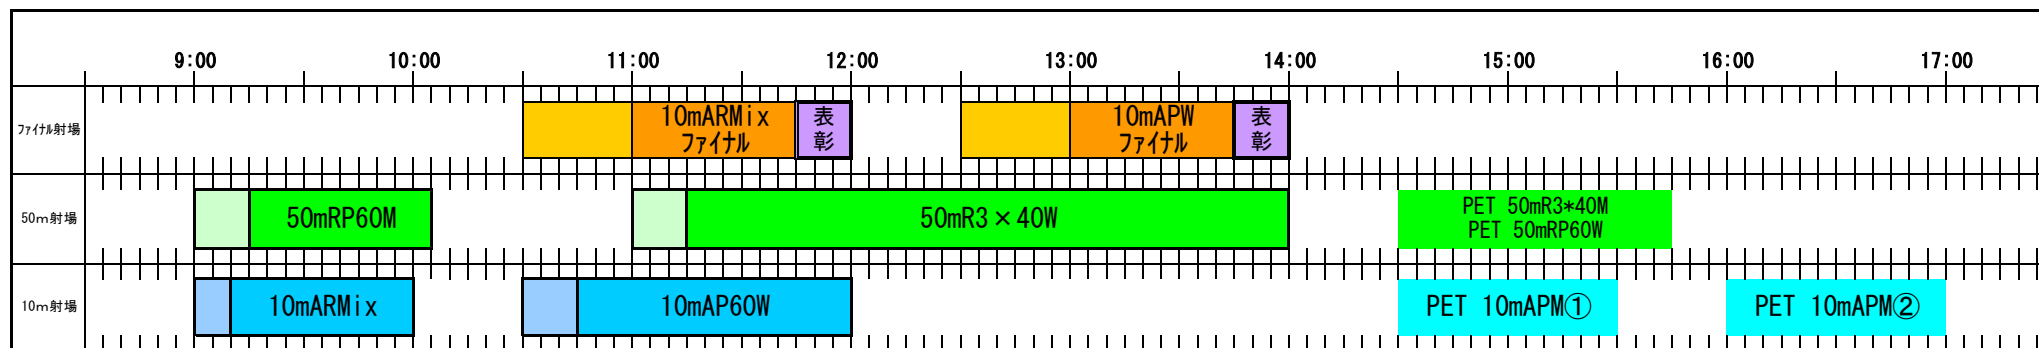 9:00 10:00 11:00 12:00 13:00 14:00 15:00 16:00 17:00
ファイナル射場
10mARMix
ファイナル
表
彰
10mAPW
ファイナル
表
彰
50m射場
50mRP60M
50mR3×40W
PET 50mR3*40M
PET 50mRP60W
10m射場
10mARMix
10mAP60W
PET 10mAPM①
PET 10mAPM②